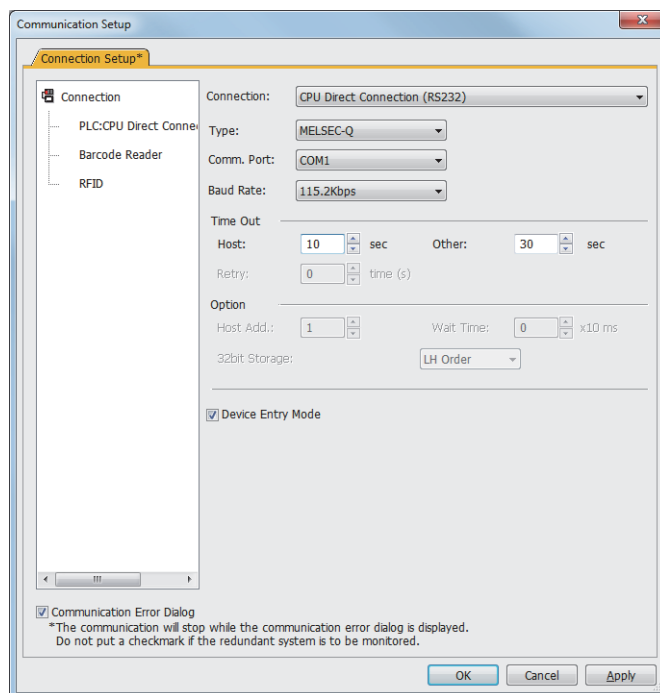 Communication Setup
Connection Setup*
Connection
PLC:CPU Direct Conne
Barcode Reader
RFID
Connection: CPU Direct Connection (RS232)
Type: MELSEC-Q
Comm. Port: COM1
Baud Rate: 115.2Kbps
Time Out
Host: 10 sec Other: 30 sec
Retry: 0 time (s)
Option
Host Add.: 1 Wait Time: 0 x10 ms
32bit Storage: LH Order
Device Entry Mode
Communication Error Dialog
*The communication will stop while the communication error dialog is displayed.
Do not put a checkmark if the redundant system is to be monitored.
OK Cancel Apply